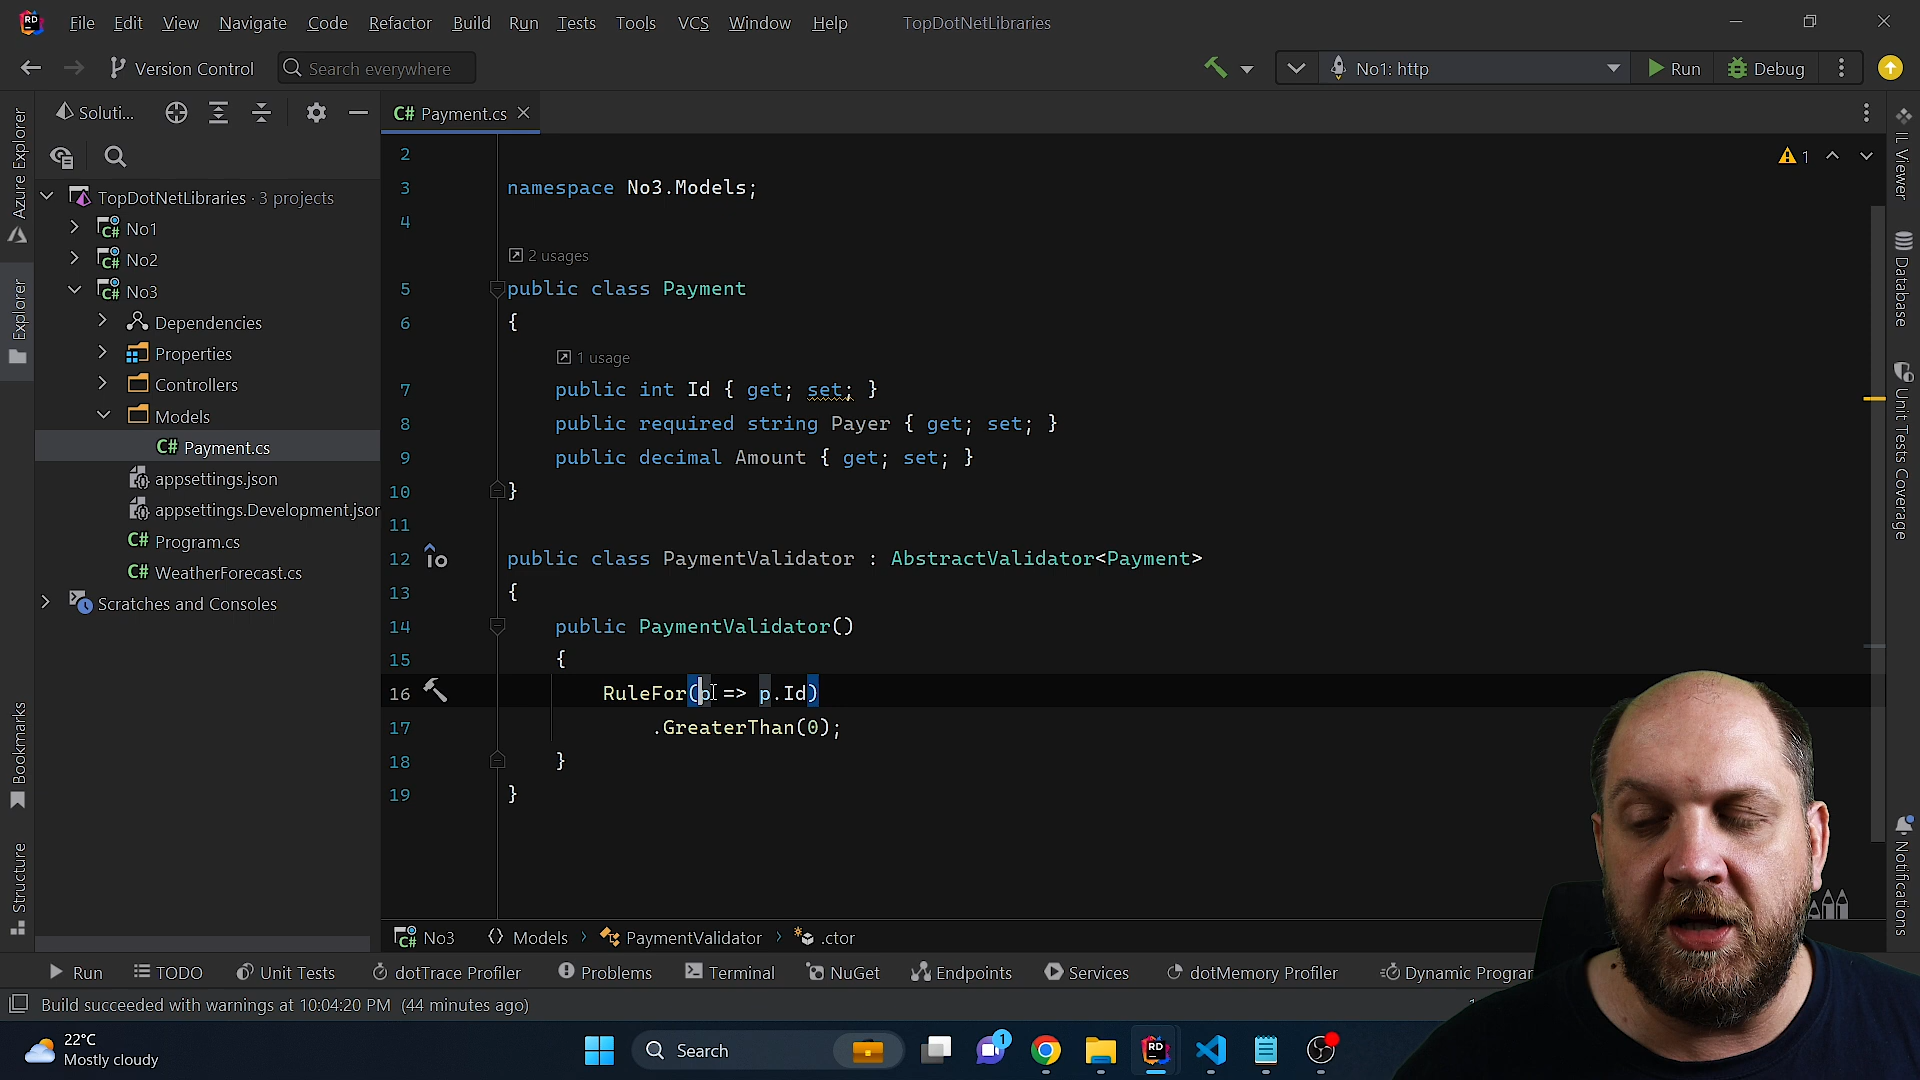 RD File Edit View Navigate Code Refactor Build Run Tests Tools VCS Window Help TopDotNetLibraries
Version Control Search everywhere No1: http Run Debug
Soluti... C# Payment.cs
Azure Explorer
Explorer
Bookmarks
Structure
TopDotNetLibraries · 3 projects
C# No1
C# No2
C# No3
Dependencies
Properties
Controllers
Models
C# Payment.cs
appsettings.json
appsettings.Development.json
C# Program.cs
C# WeatherForecast.cs
Scratches and Consoles
1
2
3 namespace No3.Models;
4
2 usages
5 public class Payment
6 {
1 usage
7 public int Id { get; set; }
8 public required string Payer { get; set; }
9 public decimal Amount { get; set; }
10 }
11
12 public class PaymentValidator : AbstractValidator<Payment>
13 {
14 public PaymentValidator()
15 {
16 RuleFor(p => p.Id)
17 .GreaterThan(0);
18 }
19 }
IL Viewer
Database
Unit Tests Coverage
Notifications
C# No3 Models PaymentValidator .ctor
Run TODO Unit Tests dotTrace Profiler Problems Terminal NuGet Endpoints Services dotMemory Profiler Dynamic Program
Build succeeded with warnings at 10:04:20 PM (44 minutes ago)
22°C
Mostly cloudy
Search
1
RD